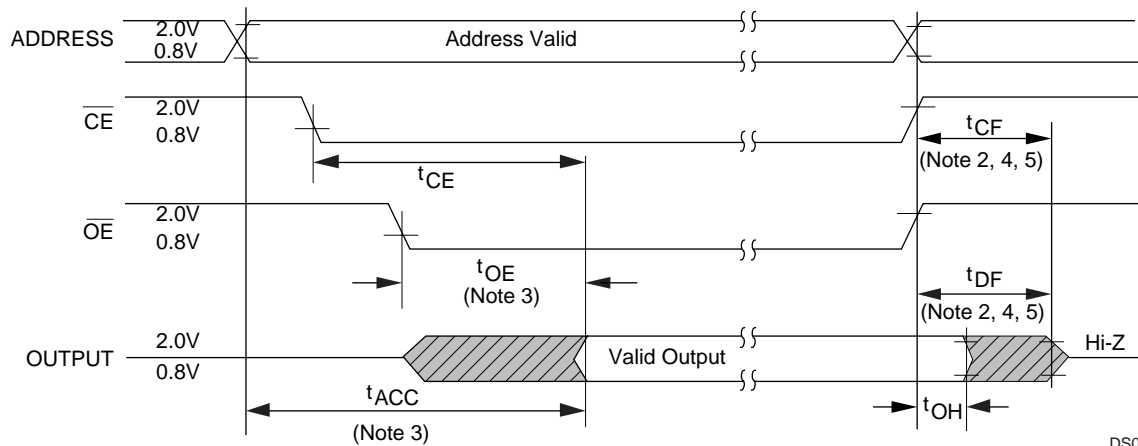 ADDRESS 2.0V 0.8V Address Valid
CE 2.0V 0.8V
tCF
(Note 2, 4, 5)
tCE
OE 2.0V 0.8V
tOE
(Note 3)
tDF
(Note 2, 4, 5)
OUTPUT 2.0V 0.8V Valid Output Hi-Z
tACC
(Note 3)
tOH
DS0